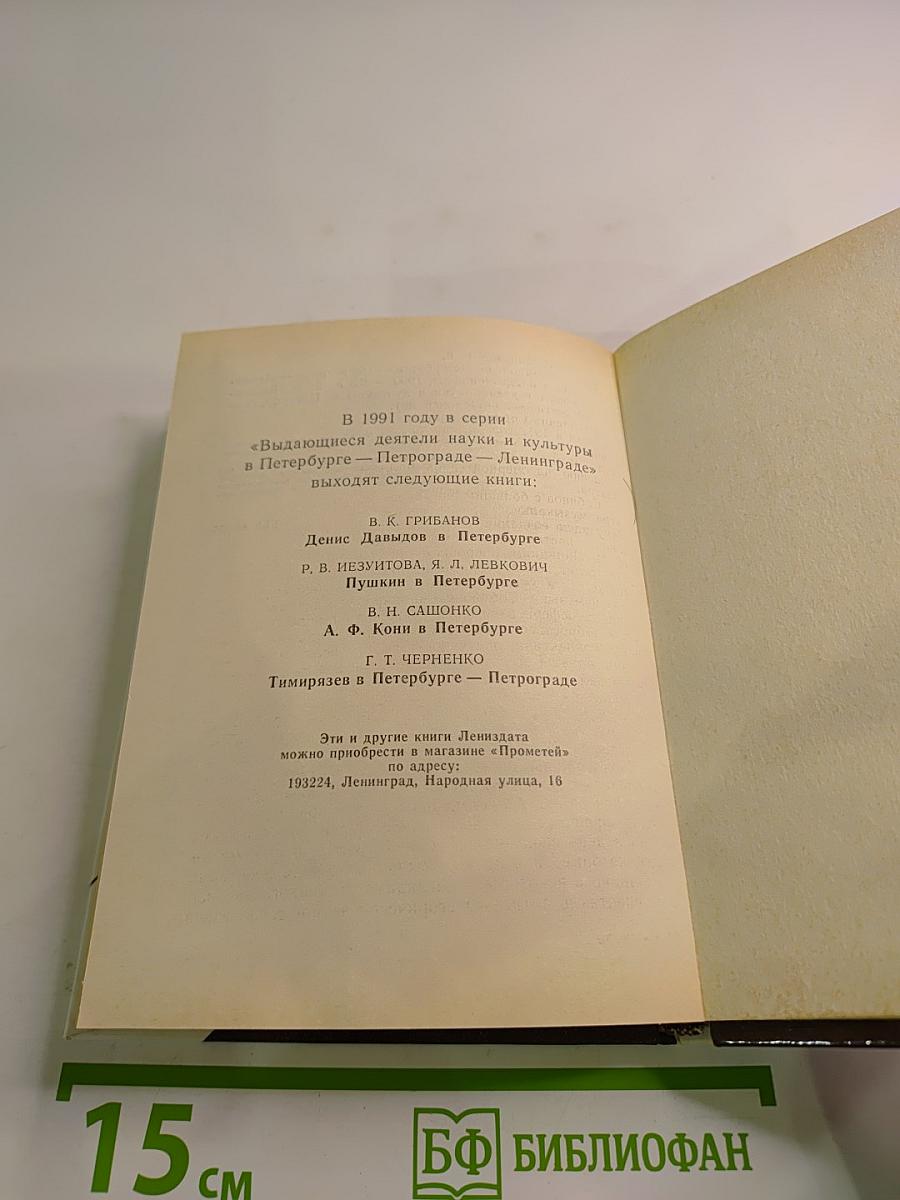 В 1991 году в серии
«Выдающиеся деятели науки и культуры
в Петербурге — Петрограде — Ленинграде»
выходят следующие книги:
В. К. ГРИБАНОВ
Денис Давыдов в Петербурге
Р. В. ИЕЗУИТОВА, Я. Л. ЛЕВКОВИЧ
Пушкин в Петербурге
В. Н. САШОНКО
А. Ф. Кони в Петербурге
Г. Т. ЧЕРНЕНКО
Тимирязев в Петербурге — Петрограде
Эти и другие книги Лениздата
можно приобрести в магазине «Прометей»
по адресу:
193224, Ленинград, Народная улица, 16
15 см
БФ БИБЛИОФАН